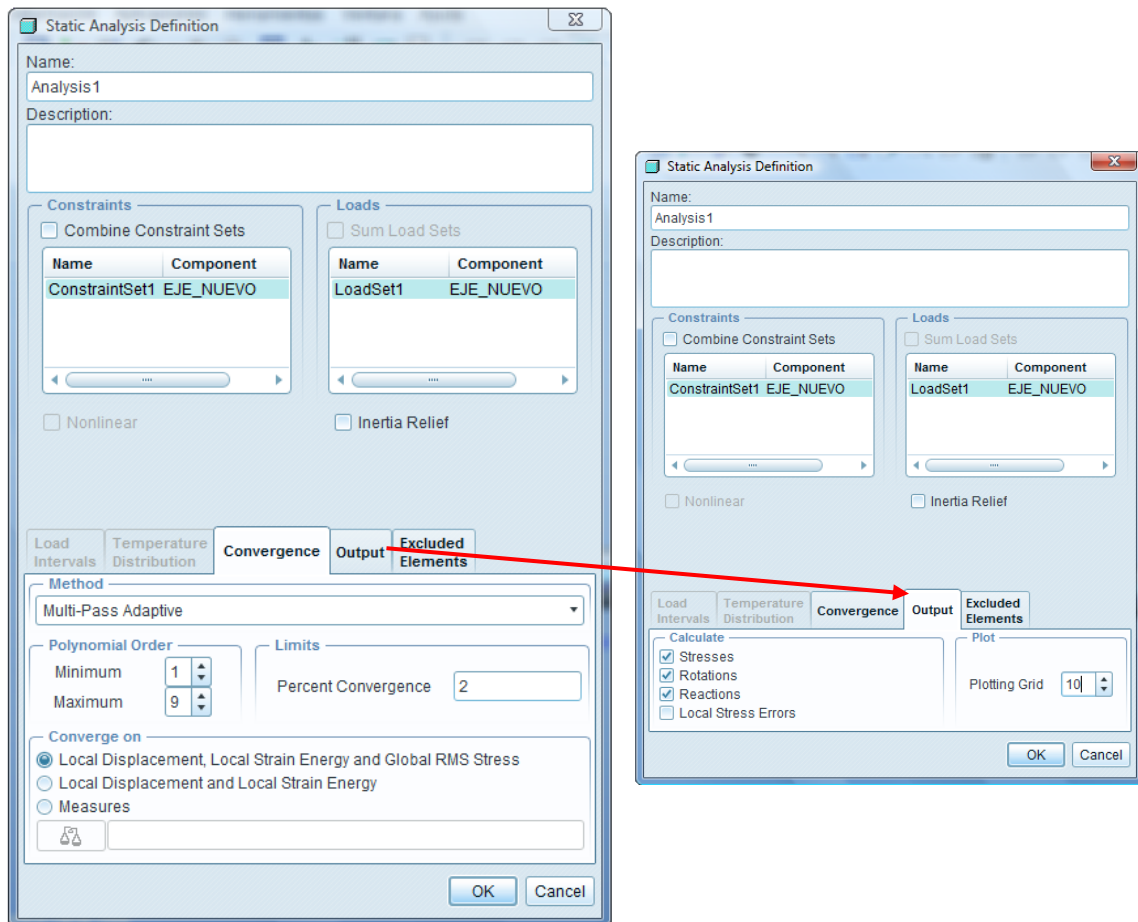 Static Analysis Definition
Name:
Analysis1
Description:
Constraints
Combine Constraint Sets
Name Component
ConstraintSet1 EJE_NUEVO
Loads
Sum Load Sets
Name Component
LoadSet1 EJE_NUEVO
Nonlinear
Inertia Relief
Load Intervals
Temperature Distribution
Convergence
Output
Excluded Elements
Method
Multi-Pass Adaptive
Polynomial Order
Minimum 1
Maximum 9
Limits
Percent Convergence 2
Converge on
Local Displacement, Local Strain Energy and Global RMS Stress
Local Displacement and Local Strain Energy
Measures
OK Cancel
Static Analysis Definition
Name:
Analysis1
Description:
Constraints
Combine Constraint Sets
Name Component
ConstraintSet1 EJE_NUEVO
Loads
Sum Load Sets
Name Component
LoadSet1 EJE_NUEVO
Nonlinear
Inertia Relief
Load Intervals
Temperature Distribution
Convergence
Output
Excluded Elements
Calculate
Stresses
Rotations
Reactions
Local Stress Errors
Plot
Plotting Grid 10
OK Cancel